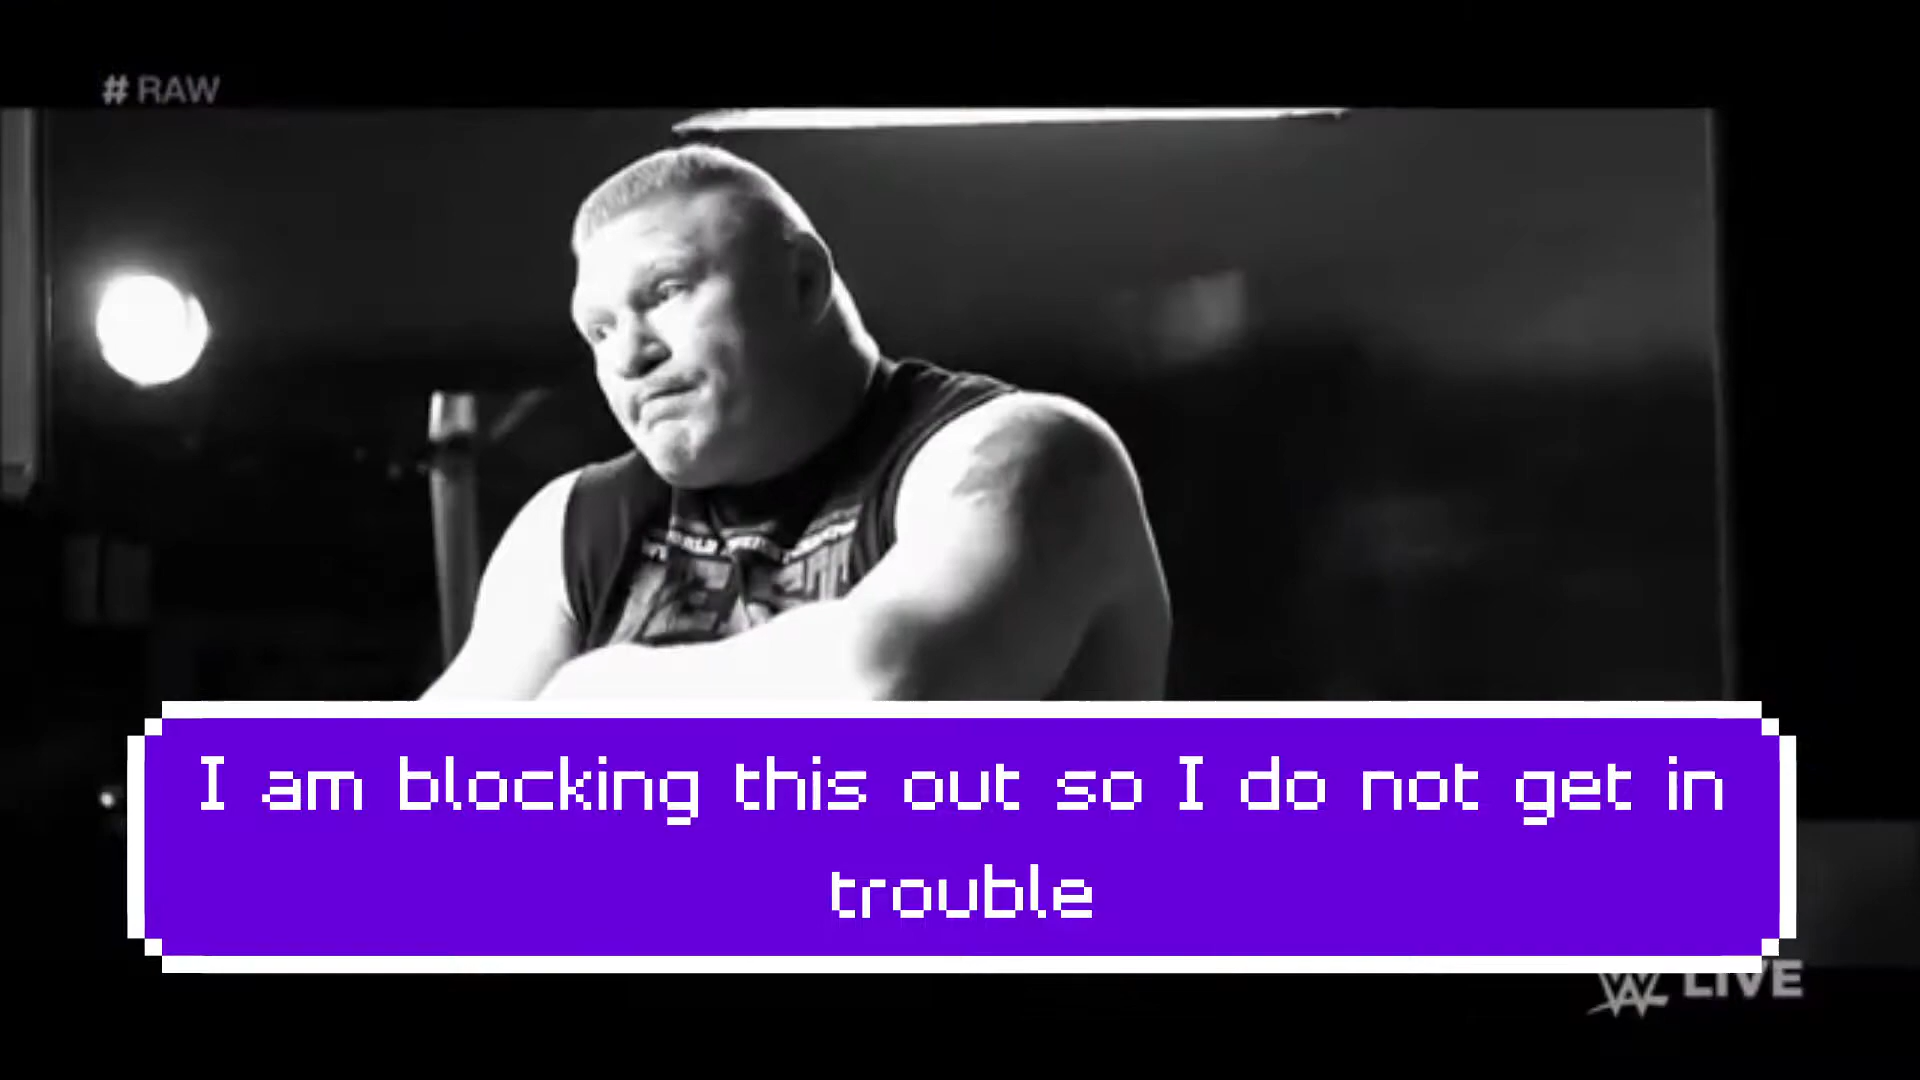 # RAW
I am blocking this out so I do not get in
trouble
W LIVE